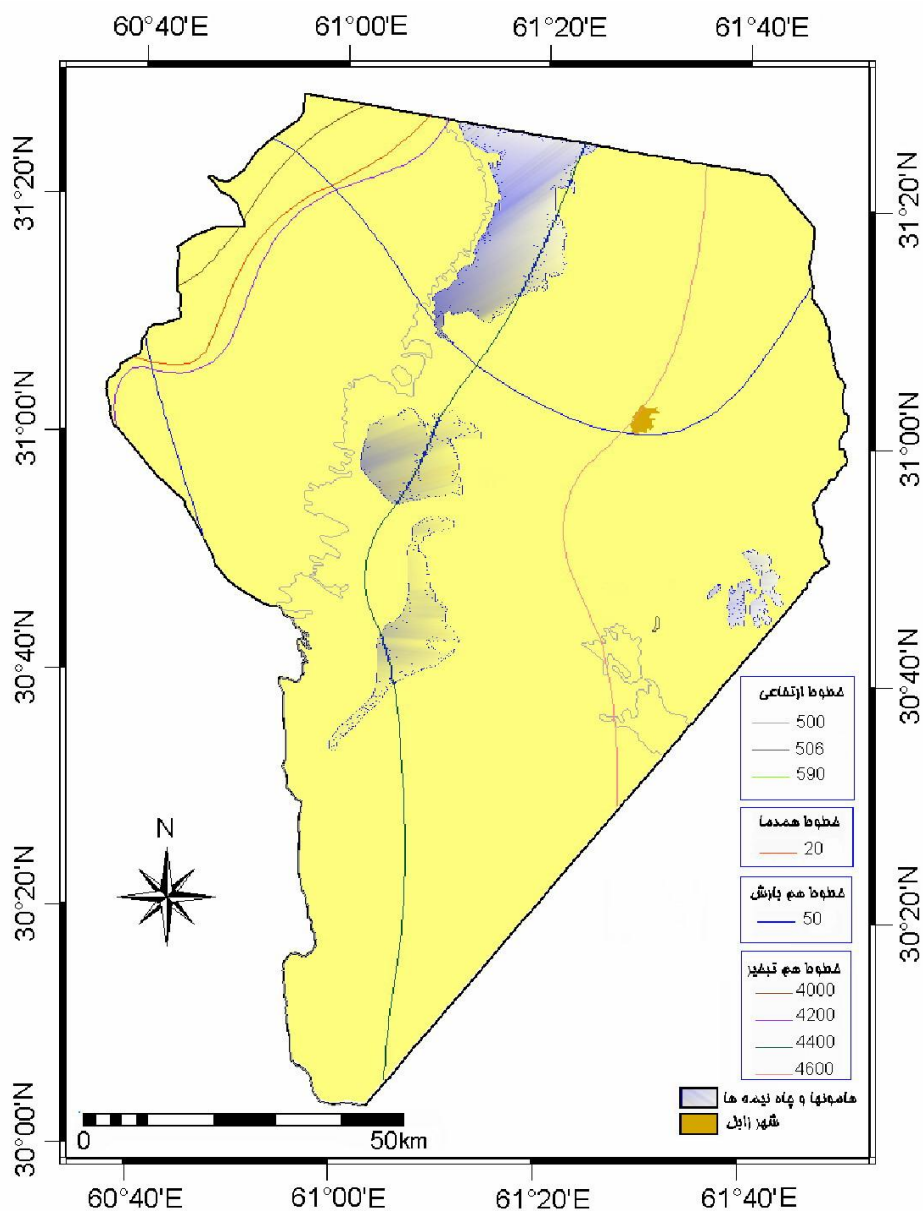 60°40'E 61°00'E 61°20'E 61°40'E
31°20'N
31°00'N
30°40'N
30°20'N
30°00'N
31°20'N
31°00'N
30°40'N
30°20'N
N
خطوط ارتفاعی
500
506
590
خطوط همدما
20
خطوط هم بارش
50
خطوط هم تبخیر
4000
4200
4400
4600
هامونها و چاه نیمه ها
شهر زابل
0 50km
60°40'E 61°00'E 61°20'E 61°40'E